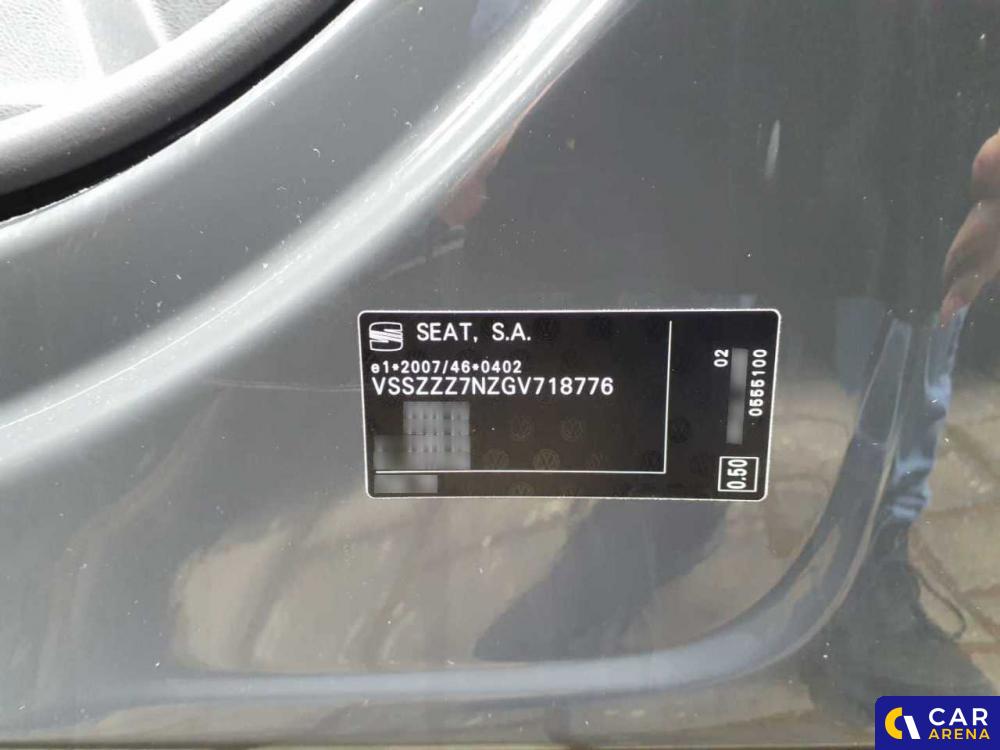 SEAT, S.A.
e1*2007/46*0402
VSSZZZ7NZGV718776
02
0555100
0.50
CAR
ARENA